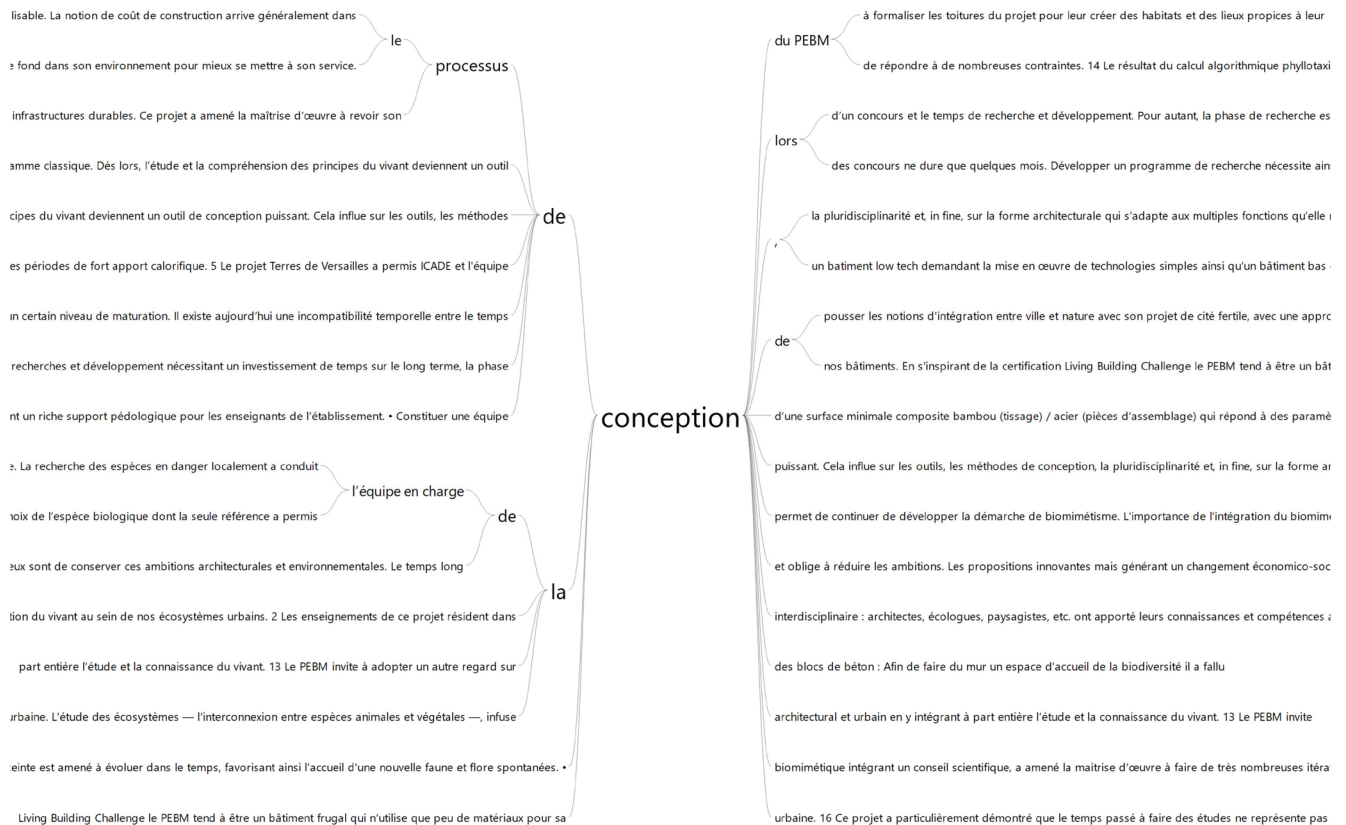 lisable. La notion de coût de construction arrive généralement dans
le
processus
fond dans son environnement pour mieux se mettre à son service.
infrastructures durables. Ce projet a amené la maîtrise d'œuvre à revoir son
amme classique. Dès lors, l'étude et la compréhension des principes du vivant deviennent un outil
cipes du vivant deviennent un outil de conception puissant. Cela influe sur les outils, les méthodes
de
es périodes de fort apport calorifique. 5 Le projet Terres de Versailles a permis ICADE et l'équipe
un certain niveau de maturation. Il existe aujourd'hui une incompatibilité temporelle entre le temps
recherches et développement nécessitant un investissement de temps sur le long terme, la phase
nt un riche support pédologique pour les enseignants de l'établissement. • Constituer une équipe
e. La recherche des espèces en danger localement a conduit
l'équipe en charge
noix de l'espèce biologique dont la seule référence a permis
de
eux sont de conserver ces ambitions architecturales et environnementales. Le temps long
la
tion du vivant au sein de nos écosystèmes urbains. 2 Les enseignements de ce projet résident dans
part entière l'étude et la connaissance du vivant. 13 Le PEBM invite à adopter un autre regard sur
urbaine. L'étude des écosystèmes — l'interconnexion entre espèces animales et végétales —, infuse
einte est amené à évoluer dans le temps, favorisant ainsi l'accueil d'une nouvelle faune et flore spontanées. •
Living Building Challenge le PEBM tend à être un bâtiment frugal qui n'utilise que peu de matériaux pour sa
conception
à formaliser les toitures du projet pour leur créer des habitats et des lieux propices à leur
du PEBM
de répondre à de nombreuses contraintes. 14 Le résultat du calcul algorithmique phyllotaxi
d'un concours et le temps de recherche et développement. Pour autant, la phase de recherche es
lors
des concours ne dure que quelques mois. Développer un programme de recherche nécessite ain
la pluridisciplinarité et, in fine, sur la forme architecturale qui s'adapte aux multiples fonctions qu'elle
,
un batiment low tech demandant la mise en œuvre de technologies simples ainsi qu'un bâtiment bas
pousser les notions d'intégration entre ville et nature avec son projet de cité fertile, avec une appro
de
nos bâtiments. En s'inspirant de la certification Living Building Challenge le PEBM tend à être un bât
d'une surface minimale composite bambou (tissage) / acier (pièces d'assemblage) qui répond à des paramè
puissant. Cela influe sur les outils, les méthodes de conception, la pluridisciplinarité et, in fine, sur la forme ar
permet de continuer de développer la démarche de biomimétisme. L'importance de l'intégration du biomim
et oblige à réduire les ambitions. Les propositions innovantes mais générant un changement économico-soc
interdisciplinaire : architectes, écologues, paysagistes, etc. ont apporté leurs connaissances et compétences
des blocs de béton : Afin de faire du mur un espace d'accueil de la biodiversité il a fallu
architectural et urbain en y intégrant à part entière l'étude et la connaissance du vivant. 13 Le PEBM invite
biomimétique intégrant un conseil scientifique, a amené la maitrise d'œuvre à faire de très nombreuses itéra
urbaine. 16 Ce projet a particulièrement démontré que le temps passé à faire des études ne représente pas